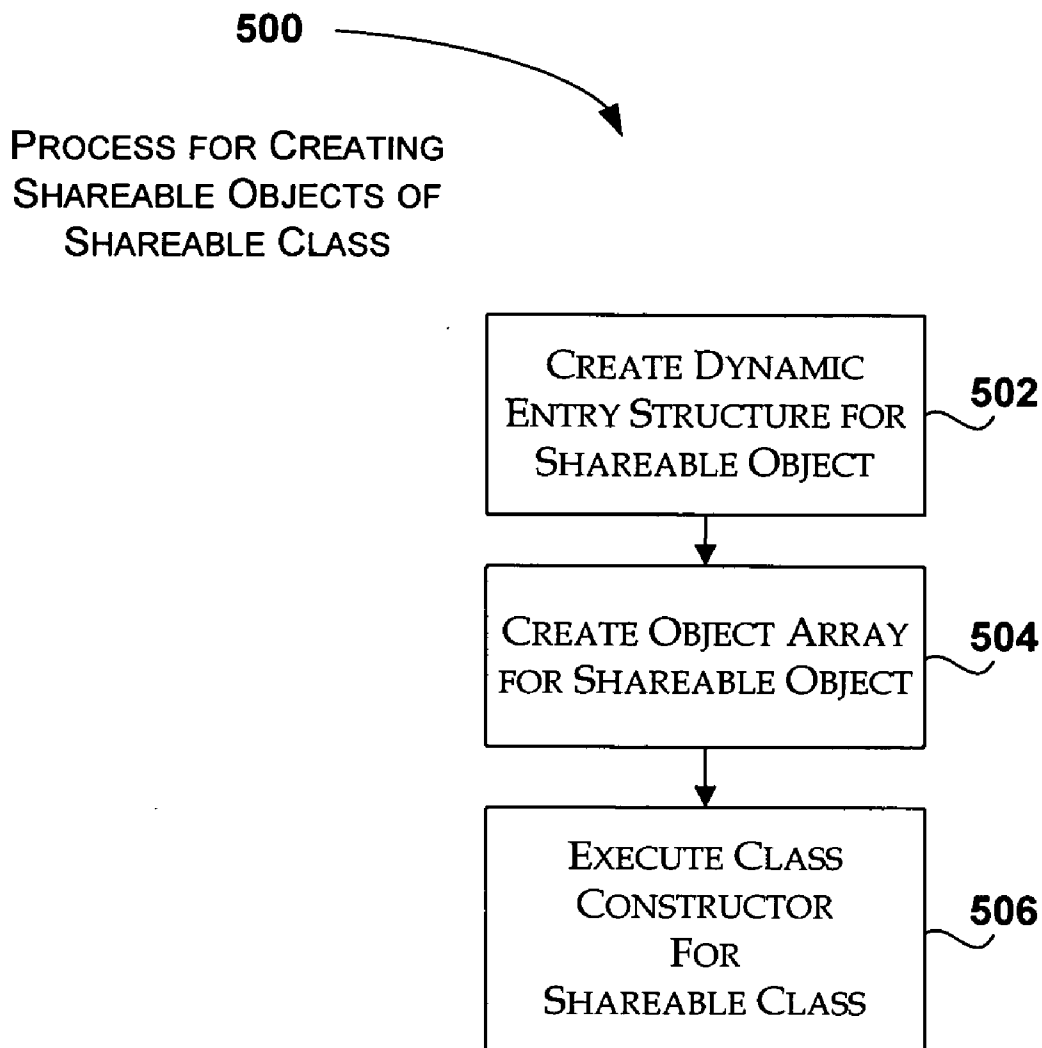 500
PROCESS FOR CREATING
SHAREABLE OBJECTS OF
SHAREABLE CLASS
CREATE DYNAMIC
ENTRY STRUCTURE FOR
SHAREABLE OBJECT
502
CREATE OBJECT ARRAY
FOR SHAREABLE OBJECT
504
EXECUTE CLASS
CONSTRUCTOR
FOR
SHAREABLE CLASS
506